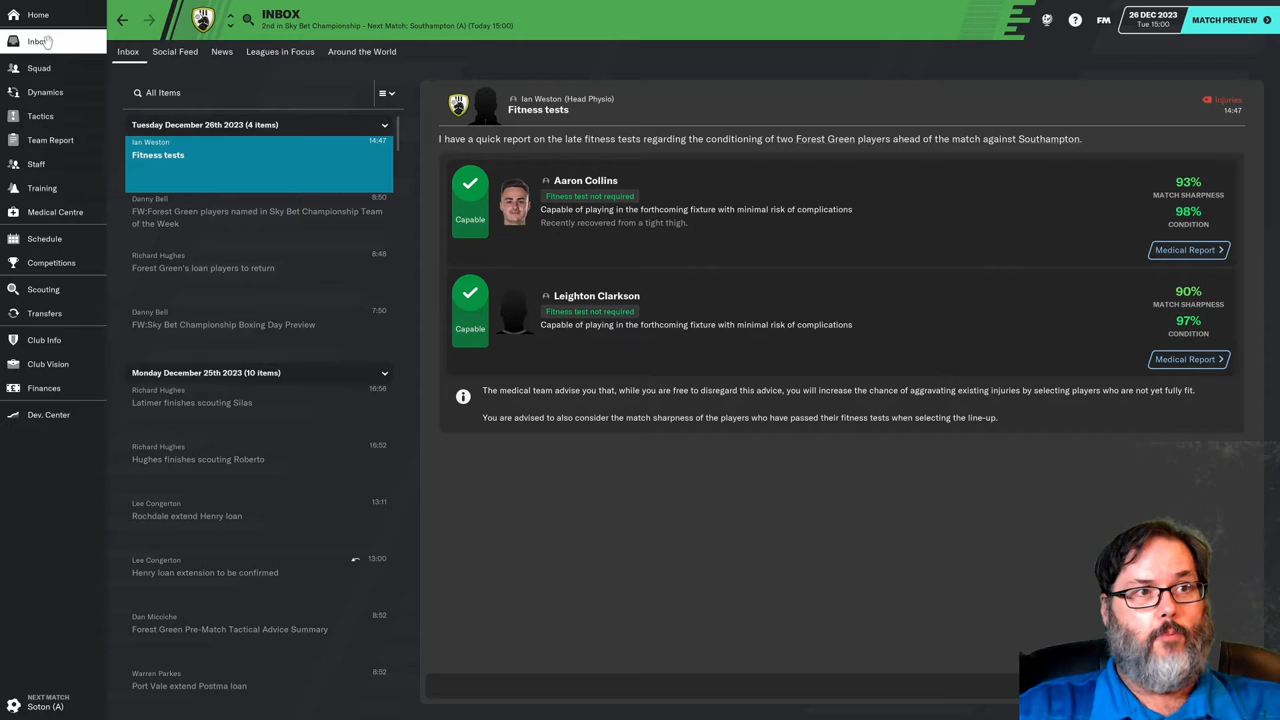 Home
Inbox
Squad
Dynamics
Tactics
Team Report
Staff
Training
Medical Centre
Schedule
Competitions
Scouting
Transfers
Club Info
Club Vision
Finances
Dev. Center
NEXT MATCH
Soton (A)
INBOX
2nd in Sky Bet Championship - Next Match: Southampton (A) (Today 15:00)
FM
26 DEC 2023
Tue 15:00
MATCH PREVIEW
Inbox
Social Feed
News
Leagues in Focus
Around the World
All Items
Tuesday December 26th 2023 (4 items)
Ian Weston 14:47
Fitness tests
Danny Bell 8:50
FW:Forest Green players named in Sky Bet Championship Team
of the Week
Richard Hughes 8:48
Forest Green's loan players to return
Danny Bell 7:50
FW:Sky Bet Championship Boxing Day Preview
Monday December 25th 2023 (10 items)
Richard Hughes 16:56
Latimer finishes scouting Silas
Richard Hughes 16:52
Hughes finishes scouting Roberto
Lee Congerton 13:11
Rochdale extend Henry loan
Lee Congerton 13:00
Henry loan extension to be confirmed
Dan Micciche 8:52
Forest Green Pre-Match Tactical Advice Summary
Warren Parkes 8:52
Port Vale extend Postma loan
Ian Weston (Head Physio)
Fitness tests
Injuries
14:47
I have a quick report on the late fitness tests regarding the conditioning of two Forest Green players ahead of the match against Southampton.
Capable
Aaron Collins
Fitness test not required
Capable of playing in the forthcoming fixture with minimal risk of complications
Recently recovered from a tight thigh.
93%
MATCH SHARPNESS
98%
CONDITION
Medical Report
Capable
Leighton Clarkson
Fitness test not required
Capable of playing in the forthcoming fixture with minimal risk of complications
90%
MATCH SHARPNESS
97%
CONDITION
Medical Report
The medical team advise you that, while you are free to disregard this advice, you will increase the chance of aggravating existing injuries by selecting players who are not yet fully fit.
You are advised to also consider the match sharpness of the players who have passed their fitness tests when selecting the line-up.